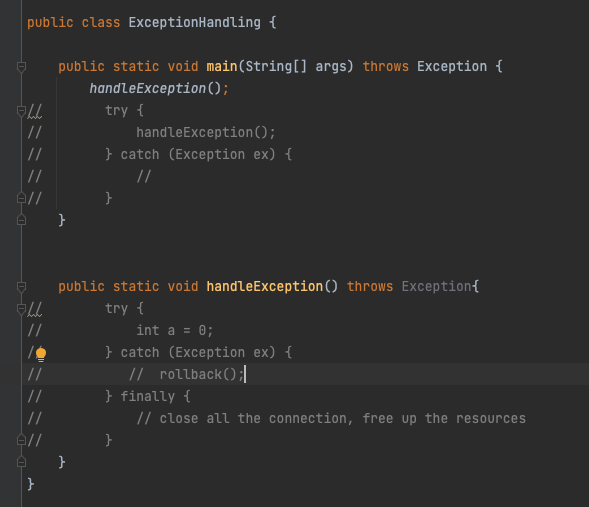 public class ExceptionHandling {
    public static void main(String[] args) throws Exception {
        handleException();
//        try {
//            handleException();
//        } catch (Exception ex) {
//            //
//        }
    }
    public static void handleException() throws Exception{
//        try {
//            int a = 0;
/        } catch (Exception ex) {
//           //  rollback();
//        } finally {
//            // close all the connection, free up the resources
//        }
    }
}